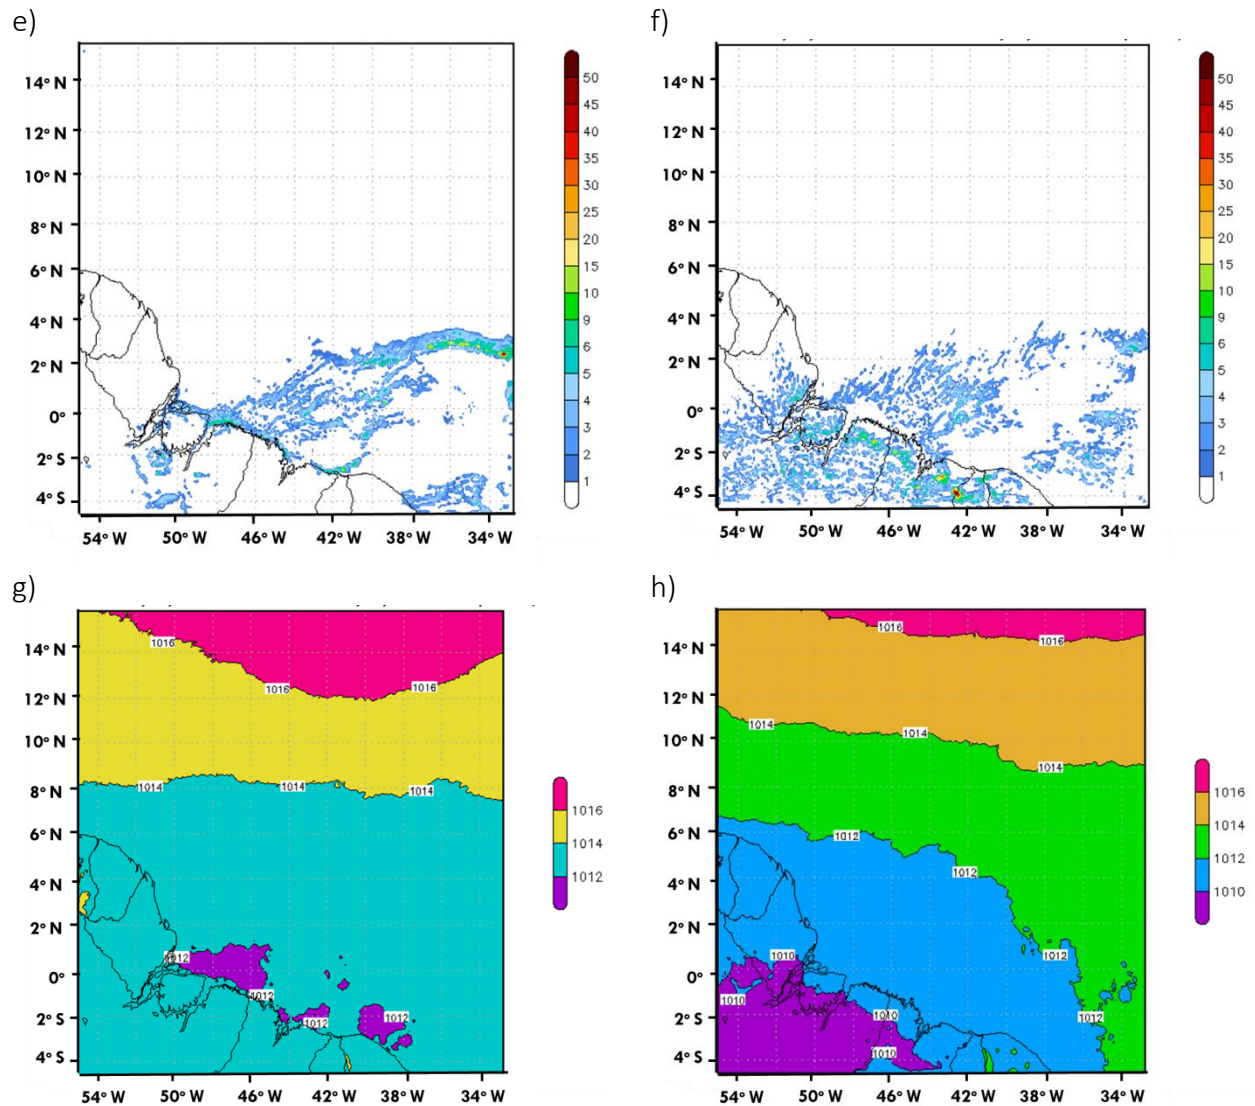 e)
f)
14° N
12° N
10° N
8° N
6° N
4° N
2° N
0°
2° S
4° S
54° W
50° W
46° W
42° W
38° W
34° W
50
45
40
35
30
25
20
15
10
9
6
5
4
3
2
1
14° N
12° N
10° N
8° N
6° N
4° N
2° N
0°
2° S
4° S
54° W
50° W
46° W
42° W
38° W
34° W
50
45
40
35
30
25
20
15
10
9
6
5
4
3
2
1
g)
h)
14° N
12° N
10° N
8° N
6° N
4° N
2° N
0°
2° S
4° S
54° W
50° W
46° W
42° W
38° W
34° W
1016
1016
1016
1014
1014
1014
1012
1012
1012
1012
1016
1014
1012
14° N
12° N
10° N
8° N
6° N
4° N
2° N
0°
2° S
4° S
54° W
50° W
46° W
42° W
38° W
34° W
1016
1016
1014
1014
1014
1012
1012
1012
1010
1010
1010
1012
1010
1016
1014
1012
1010